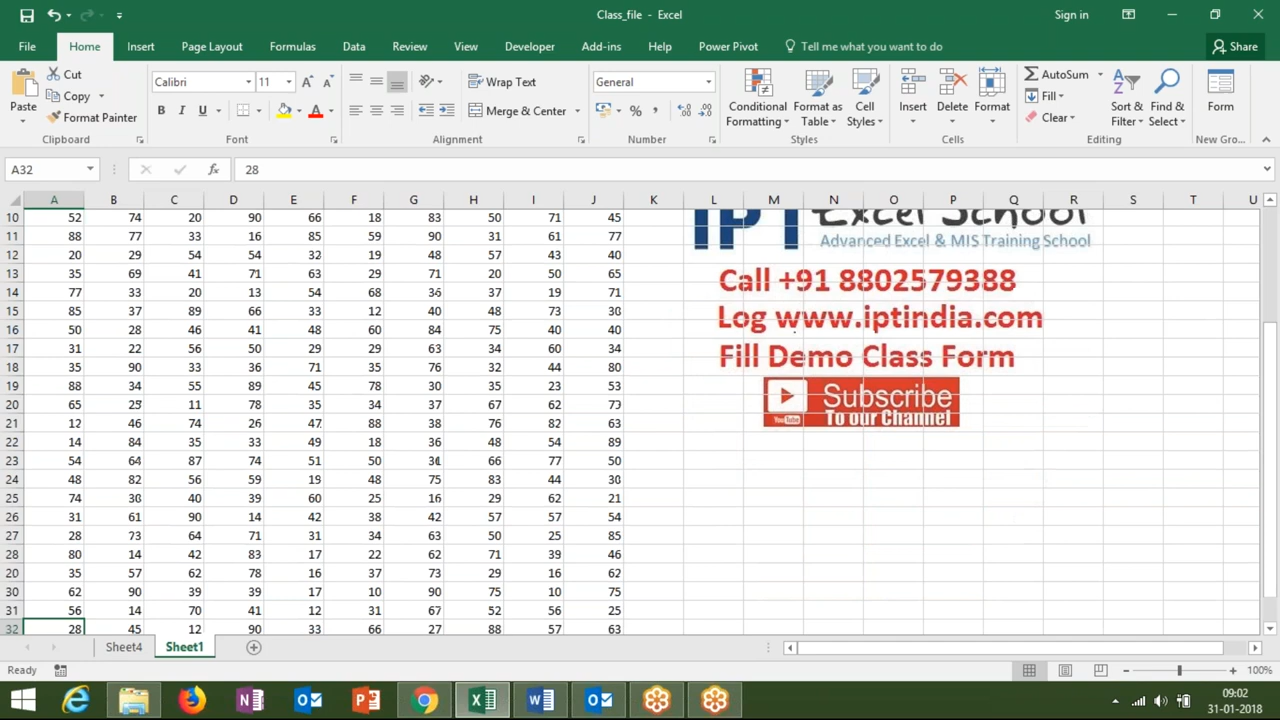 Class_file - Excel
Sign in
File Home Insert Page Layout Formulas Data Review View Developer Add-ins Help Power Pivot Tell me what you want to do Share
Paste Cut Copy Format Painter
Clipboard
Calibri 11
B I U
Font
Wrap Text
Merge & Center
Alignment
General
Number
Conditional Formatting
Format as Table
Cell Styles
Styles
Insert Delete Format
Cells
AutoSum
Fill
Clear
Sort & Filter
Find & Select
Editing
Form
New Gro...
A32 fx 28
A B C D E F G H I J K L M N O P Q R S T U
10 52 74 20 90 66 18 83 50 71 45
11 88 77 33 16 85 59 90 31 61 77
12 20 29 54 54 32 19 48 57 43 40
13 35 69 41 71 63 29 71 20 50 65
14 77 33 20 13 54 68 36 37 19 71
15 85 37 89 66 33 12 40 48 73 30
16 50 28 46 41 48 60 84 75 40 40
17 31 22 56 50 29 29 63 34 60 34
18 35 90 33 36 71 35 76 32 44 80
19 88 34 55 89 45 78 30 35 23 53
20 65 25 11 78 35 34 37 67 62 73
21 12 46 74 26 47 88 38 76 82 63
22 14 84 35 33 49 18 36 48 54 89
23 54 64 87 74 51 50 31 66 77 50
24 48 82 56 59 19 48 75 83 44 30
25 74 30 40 39 60 25 16 29 62 21
26 31 61 90 14 42 38 42 57 57 54
27 28 73 64 71 31 34 63 50 25 85
28 80 14 42 83 17 22 62 71 39 46
20 35 57 62 78 16 37 73 29 16 62
30 62 90 39 39 17 10 90 75 10 75
31 56 14 70 41 12 31 67 52 56 25
32 28 45 12 90 33 66 27 88 57 63
IPT Excel School
Advanced Excel & MIS Training School
Call +91 8802579388
Log www.iptindia.com
Fill Demo Class Form
Subscribe
YouTube To our Channel
Sheet4 Sheet1
Ready
100%
09:02
31-01-2018